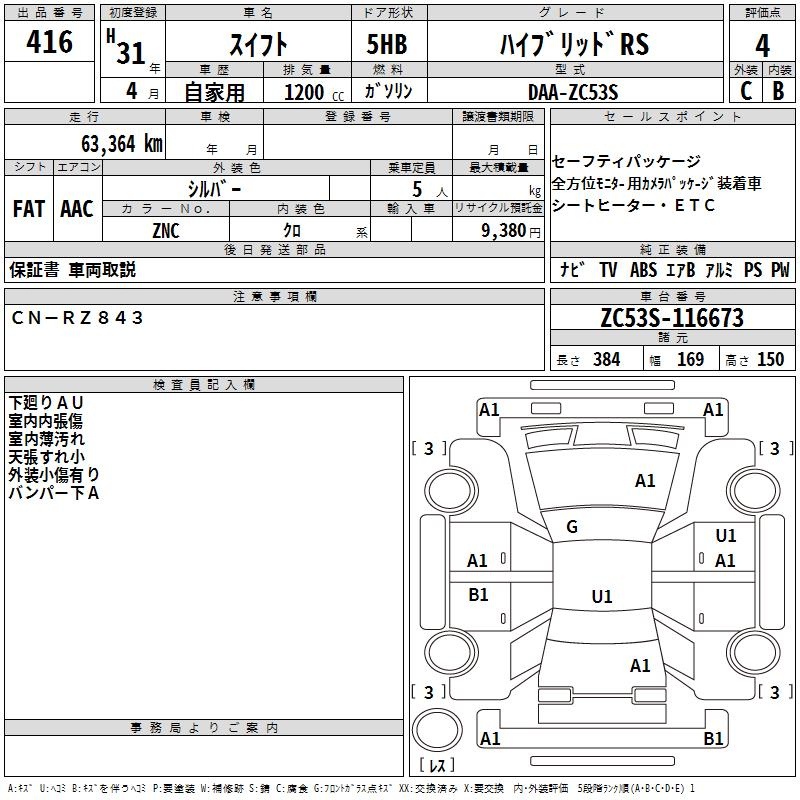 出品番号 初度登録 車名 ドア形状 グレード 評価点
416 H31年 スイフト 5HB ハイブリッドRS 4
車歴 排気量 燃料 型式 外装 内装
4月 自家用 1200cc ガソリン DAA-ZC53S C B
走行 車検 登録番号 譲渡書類期限 セールスポイント
63,364 km 年 月 月 日
シフト エアコン 外装色 乗車定員 最大積載量
FAT AAC シルバー 5人 kg
カラーNo. 内装色 輸入車 リサイクル預託金
ZNC クロ 系 9,380円
セーフティパッケージ
全方位モニター用カメラパッケージ装着車
シートヒーター・ETC
後日発送部品 純正装備
保証書 車両取説 ナビ TV ABS エアB アルミ PS PW
注意事項欄 車台番号
CN-RZ843 ZC53S-116673
諸元
長さ 384 幅 169 高さ 150
検査員記入欄
下廻りAU
室内内張傷
室内薄汚れ
天張すれ小
外装小傷有り
バンパー下A
事務局よりご案内
A1 A1
[ 3 ] [ 3 ]
A1
G
U1
A1 A1
B1 U1
A1
[ 3 ] [ 3 ]
A1 B1
[ レス ]
A:キズ U:ヘコミ B:キズを伴うヘコミ P:要塗装 W:補修跡 S:錆 C:腐食 G:フロントガラス点キズ XX:交換済み X:要交換 内・外装評価 5段階ランク順(A・B・C・D・E) 1